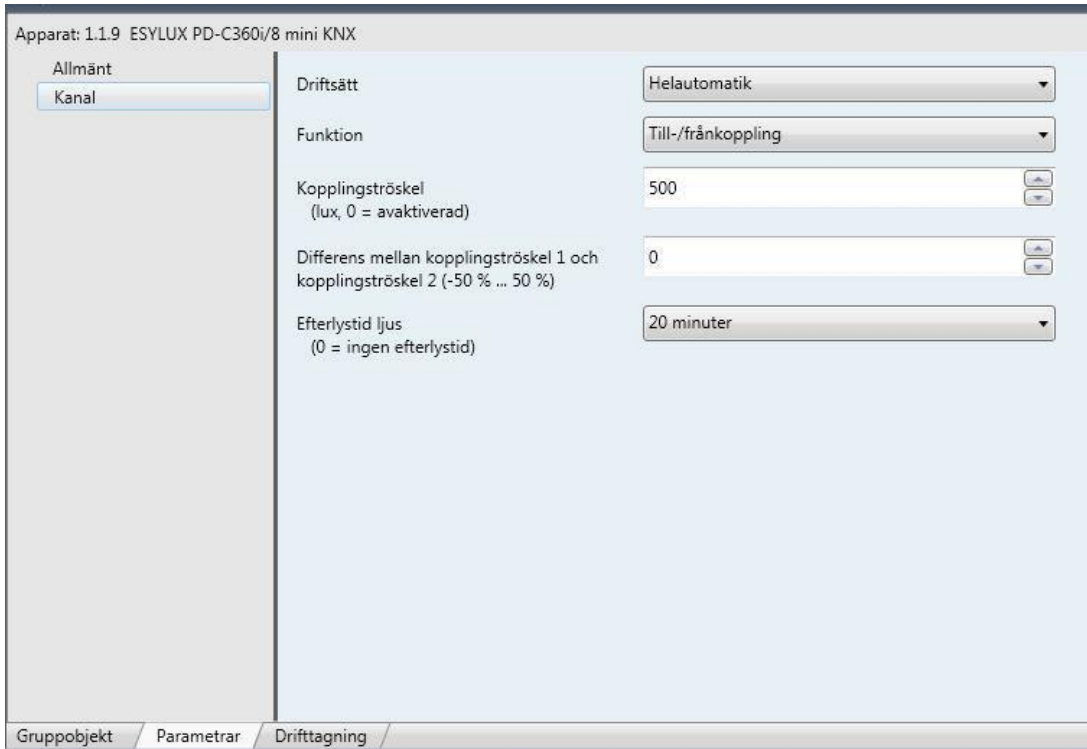 Apparat: 1.1.9 ESYLUX PD-C360i/8 mini KNX
Allmänt
Kanal
Driftsätt
Helautomatik
Funktion
Till-/frånkoppling
Kopplingströskel
(lux, 0 = avaktiverad)
500
Differens mellan kopplingströskel 1 och
kopplingströskel 2 (-50 % ... 50 %)
0
Efterlystid ljus
(0 = ingen efterlystid)
20 minuter
Gruppobjekt
Parametrar
Drifttagning